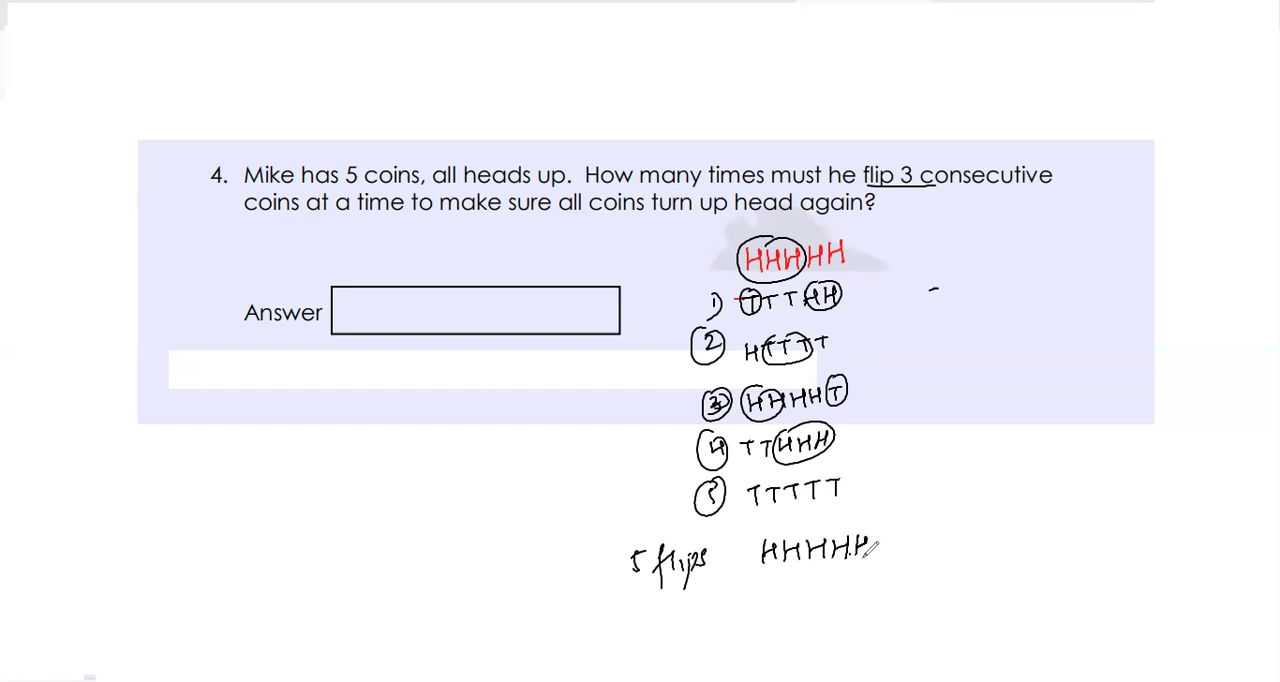 4. Mike has 5 coins, all heads up. How many times must he flip 3 consecutive
coins at a time to make sure all coins turn up head again?
HHHHH
Answer
1) TTTHH
2 HTTTT
3 HHHHT
4 TTHHH
5 TTTTT
5 flips HHHHH